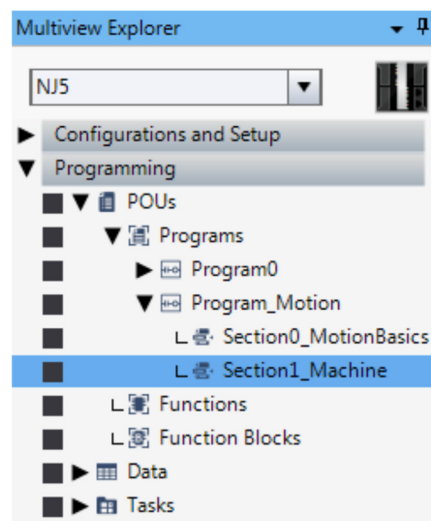 Multiview Explorer
NJ5
Configurations and Setup
Programming
POUs
Programs
Program0
Program_Motion
Section0_MotionBasics
Section1_Machine
Functions
Function Blocks
Data
Tasks